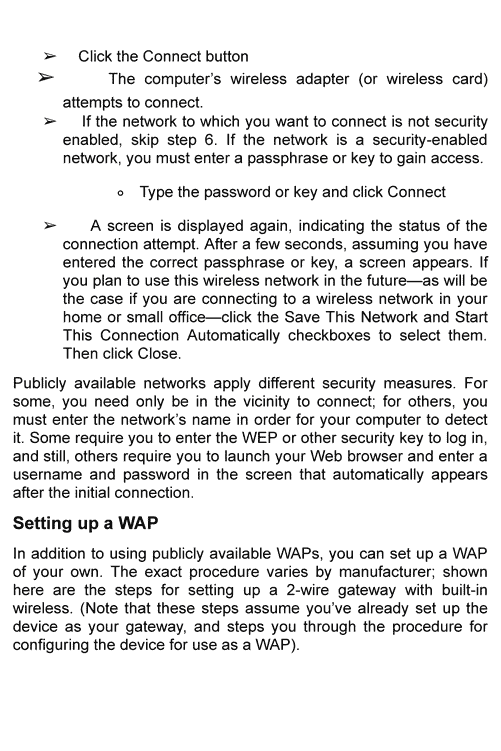 ➢ Click the Connect button
➢ The computer’s wireless adapter (or wireless card)
attempts to connect.
➢ If the network to which you want to connect is not security
enabled, skip step 6. If the network is a security-enabled
network, you must enter a passphrase or key to gain access.
o Type the password or key and click Connect
➢ A screen is displayed again, indicating the status of the
connection attempt. After a few seconds, assuming you have
entered the correct passphrase or key, a screen appears. If
you plan to use this wireless network in the future—as will be
the case if you are connecting to a wireless network in your
home or small office—click the Save This Network and Start
This Connection Automatically checkboxes to select them.
Then click Close.
Publicly available networks apply different security measures. For
some, you need only be in the vicinity to connect; for others, you
must enter the network’s name in order for your computer to detect
it. Some require you to enter the WEP or other security key to log in,
and still, others require you to launch your Web browser and enter a
username and password in the screen that automatically appears
after the initial connection.
Setting up a WAP
In addition to using publicly available WAPs, you can set up a WAP
of your own. The exact procedure varies by manufacturer; shown
here are the steps for setting up a 2-wire gateway with built-in
wireless. (Note that these steps assume you’ve already set up the
device as your gateway, and steps you through the procedure for
configuring the device for use as a WAP).